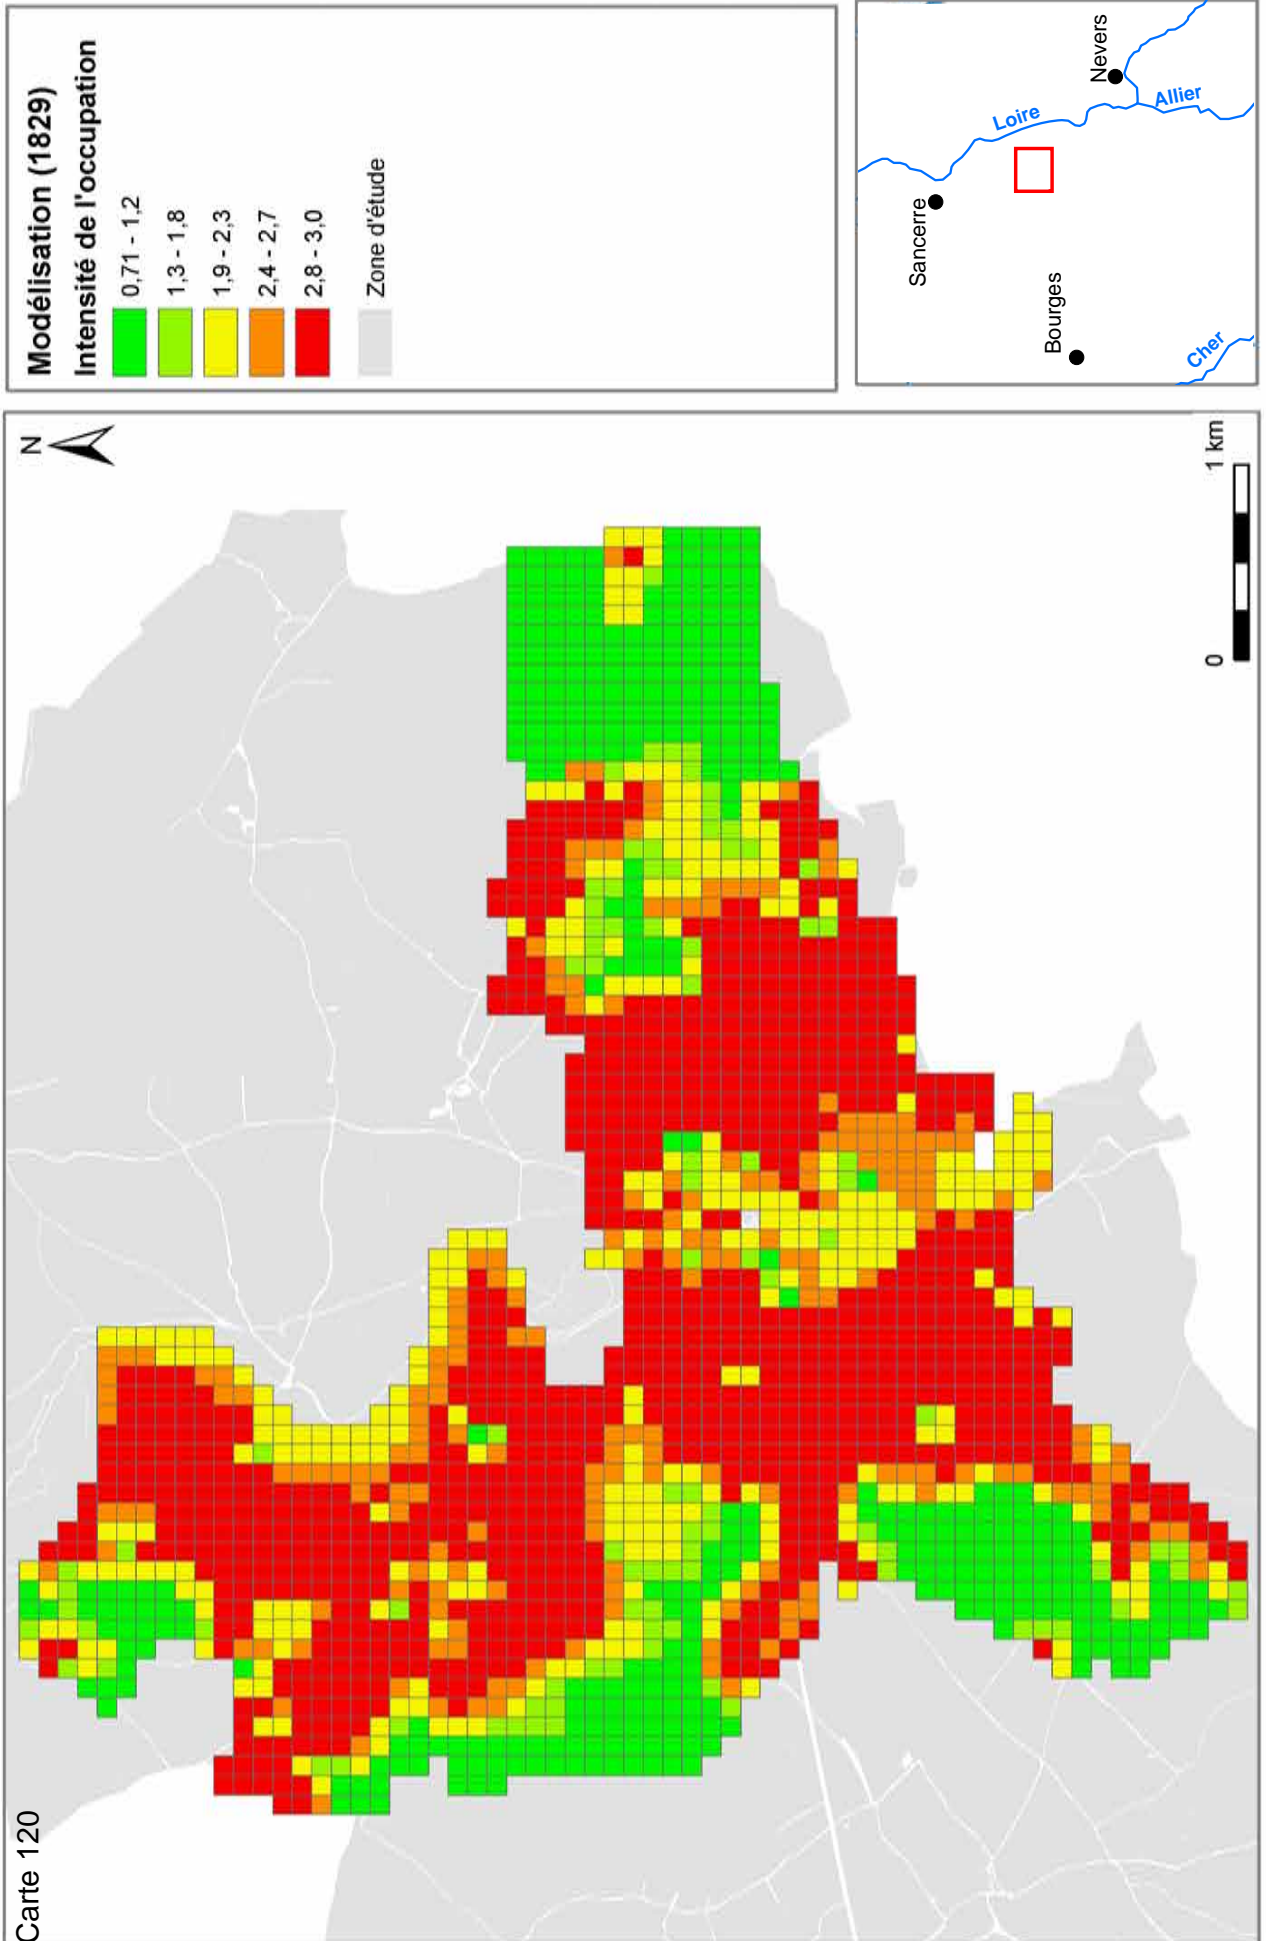 Carte 120
N
0
1 km
Modélisation (1829)
Intensité de l'occupation
0,71 - 1,2
1,3 - 1,8
1,9 - 2,3
2,4 - 2,7
2,8 - 3,0
Zone d'étude
Sancerre
Loire
Nevers
Allier
Bourges
Cher